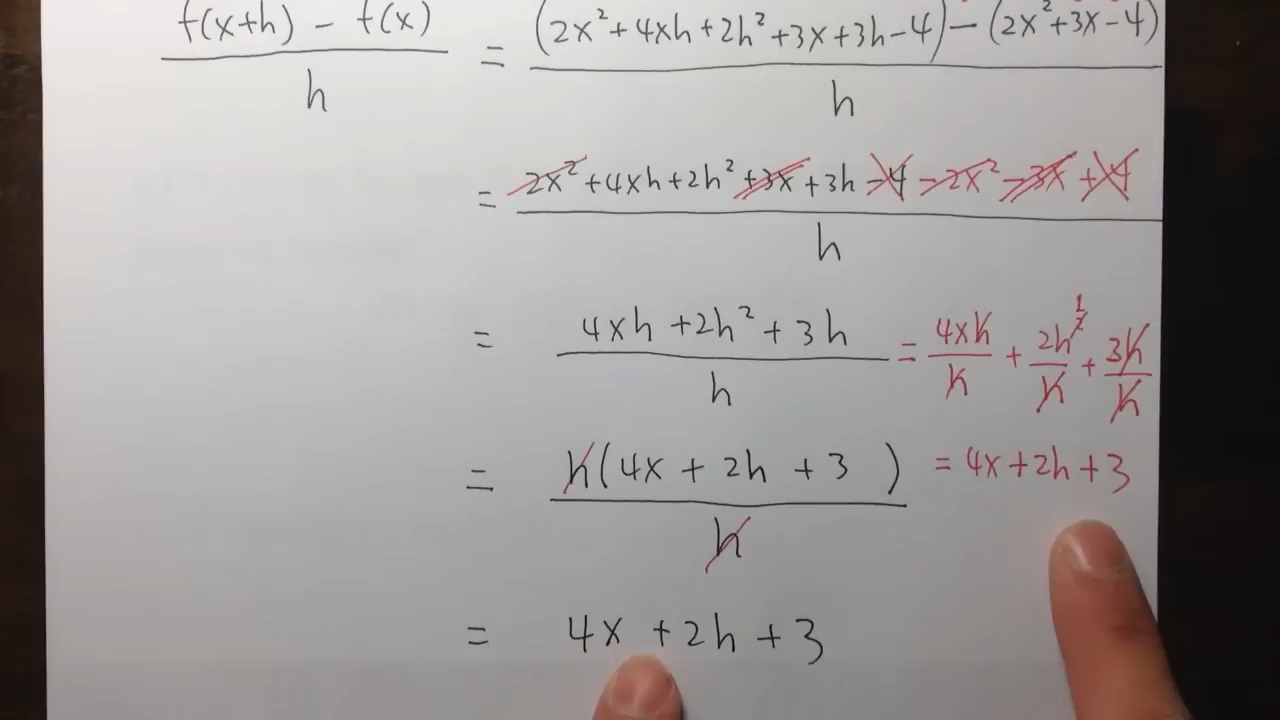 f(x+h) - f(x) / h = (2x²+4xh+2h²+3x+3h-4) - (2x²+3x-4) / h
= 2x²+4xh+2h²+3x+3h-4-2x²-3x+4 / h
= 4xh+2h²+3h / h = 4xh/h + 2h²/h + 3h/h
= h(4x+2h+3) / h = 4x+2h+3
= 4x+2h+3